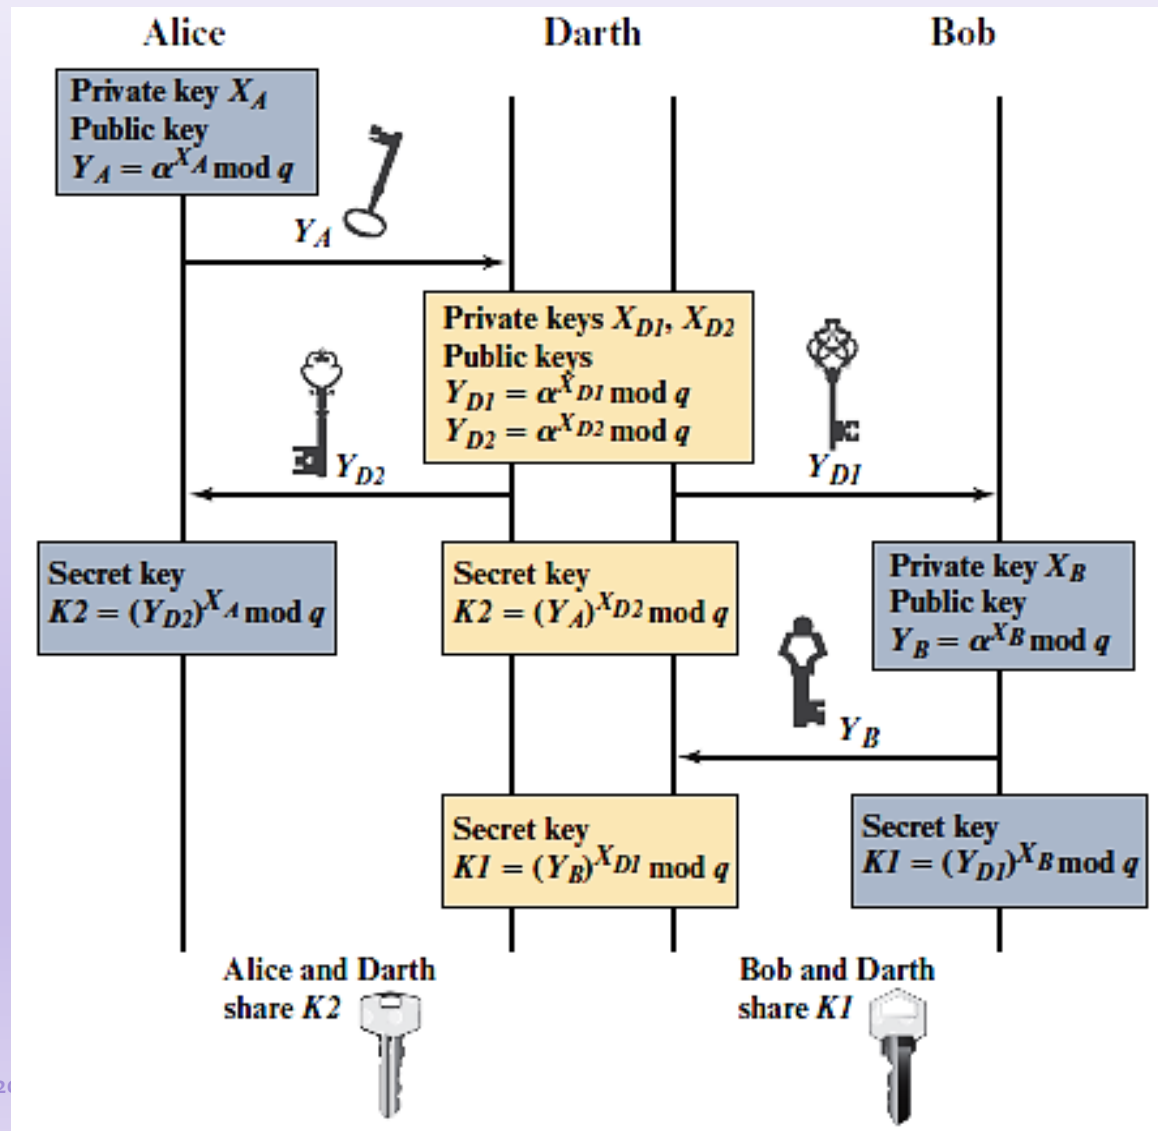 Alice
Darth
Bob
Private key X_A
Public key
Y_A = α^X_A mod q
Y_A
Private keys X_D1, X_D2
Public keys
Y_D1 = α^X_D1 mod q
Y_D2 = α^X_D2 mod q
Y_D2
Y_D1
Secret key
K2 = (Y_D2)^X_A mod q
Secret key
K2 = (Y_A)^X_D2 mod q
Private key X_B
Public key
Y_B = α^X_B mod q
Y_B
Secret key
K1 = (Y_B)^X_D1 mod q
Secret key
K1 = (Y_D1)^X_B mod q
Alice and Darth
share K2
Bob and Darth
share K1